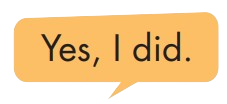 Yes, I did.